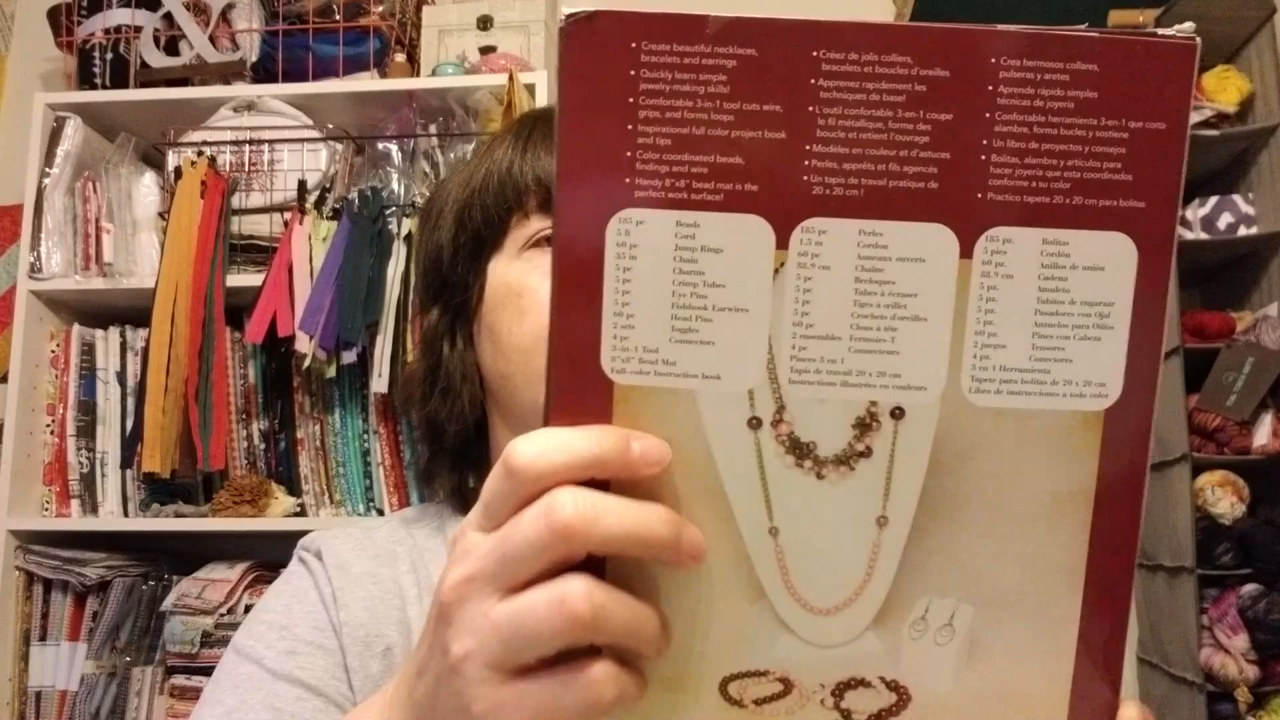 &
• Create beautiful necklaces,
bracelets and earrings
• Quickly learn simple
jewelry-making skills!
• Comfortable 3-in-1 tool cuts wire,
grips, and forms loops
• Inspirational full color project book
and tips
• Color coordinated beads,
findings and wire
• Handy 8"x8" bead mat is the
perfect work surface!
• Créez de jolis colliers,
bracelets et boucles d'oreilles
• Apprenez rapidement les
techniques de base!
• L'outil confortable 3-en-1 coupe
le fil métallique, forme des
boucle et retient l'ouvrage
• Modèles en couleur et d'astuces
• Perles, apprêts et fils agencés
• Un tapis de travail pratique de
20 x 20 cm !
• Crea hermosos collares,
pulseras y aretes
• Aprende rápido simples
técnicas de joyería
• Confortable herramienta 3-en-1 que corta
alambre, forma bucles y sostiene
• Un libro de proyectos y consejos
• Bolitas, alambre y artículos para
hacer joyería que esta coordinados
conforme a su color
• Practico tapete 20 x 20 cm para bolitas
185 pc Beads
5 ft Cord
60 pc Jump Rings
35 in Chain
5 pc Charms
5 pc Crimp Tubes
5 pc Eye Pins
5 pc Fishhook Earwires
60 pc Head Pins
2 sets Toggles
4 pc Connectors
3-in-1 Tool
8"x8" Bead Mat
Full-color Instruction book
185 pc Perles
1.5 m Cordon
60 pc Anneaux ouverts
88.9 cm Chaîne
5 pc Breloques
5 pc Tubes à écraser
5 pc Tiges à œillet
5 pc Crochets d'oreilles
60 pc Clous à tête
2 ensembles Fermoirs-T
4 pc Connecteurs
Pinces 3 en 1
Tapis de travail 20 x 20 cm
Instructions illustrées en couleurs
185 pz. Bolitas
5 pies Cordón
60 pz. Anillos de unión
88.9 cm Cadena
5 pz. Amuleto
5 pz. Tubitos de engarzar
5 pz. Pasadores con Ojal
5 pz. Anzuelos para Oídos
60 pz. Pines con Cabeza
2 juegos Tensores
4 pz. Conectores
3 en 1 Herramienta
Tapete para bolitas de 20 x 20 cm
Libro de instrucciones a todo color